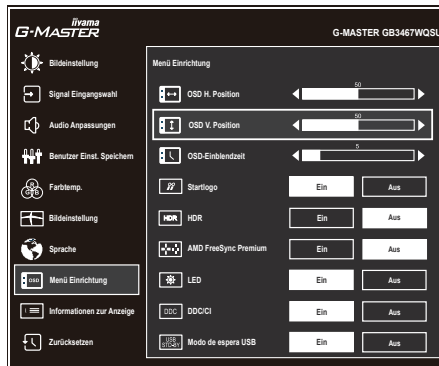 iiyama
G-MASTER
G-MASTER GB3467WQSU
Bildeinstellung
Signal Eingangswahl
Audio Anpassungen
Benutzer Einst. Speichern
R
G B
Farbtemp.
Bildeinstellung
Sprache
OSD
Menü Einrichtung
Informationen zur Anzeige
Zurücksetzen
Menü Einrichtung
OSD H. Position
50
OSD V. Position
50
OSD-Einblendzeit
5
Startlogo
Ein
Aus
HDR
HDR
Ein
Aus
AMD FreeSync Premium
Ein
Aus
LED
Ein
Aus
DDC
DDC/CI
Ein
Aus
USB
STD-BY
Modo de espera USB
Ein
Aus